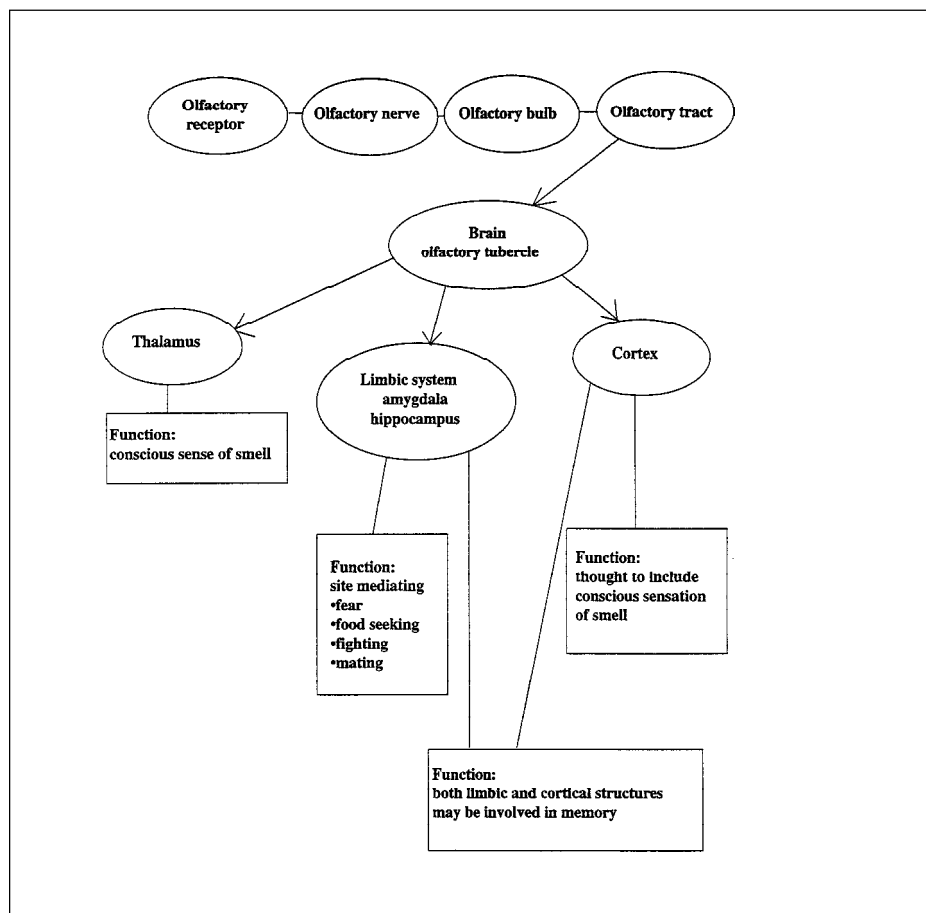 Olfactory
receptor
Olfactory nerve
Olfactory bulb
Olfactory tract
Brain
olfactory tubercle
Thalamus
Limbic system
amygdala
hippocampus
Cortex
Function:
conscious sense of smell
Function:
site mediating
•fear
•food seeking
•fighting
•mating
Function:
thought to include
conscious sensation
of smell
Function:
both limbic and cortical structures
may be involved in memory